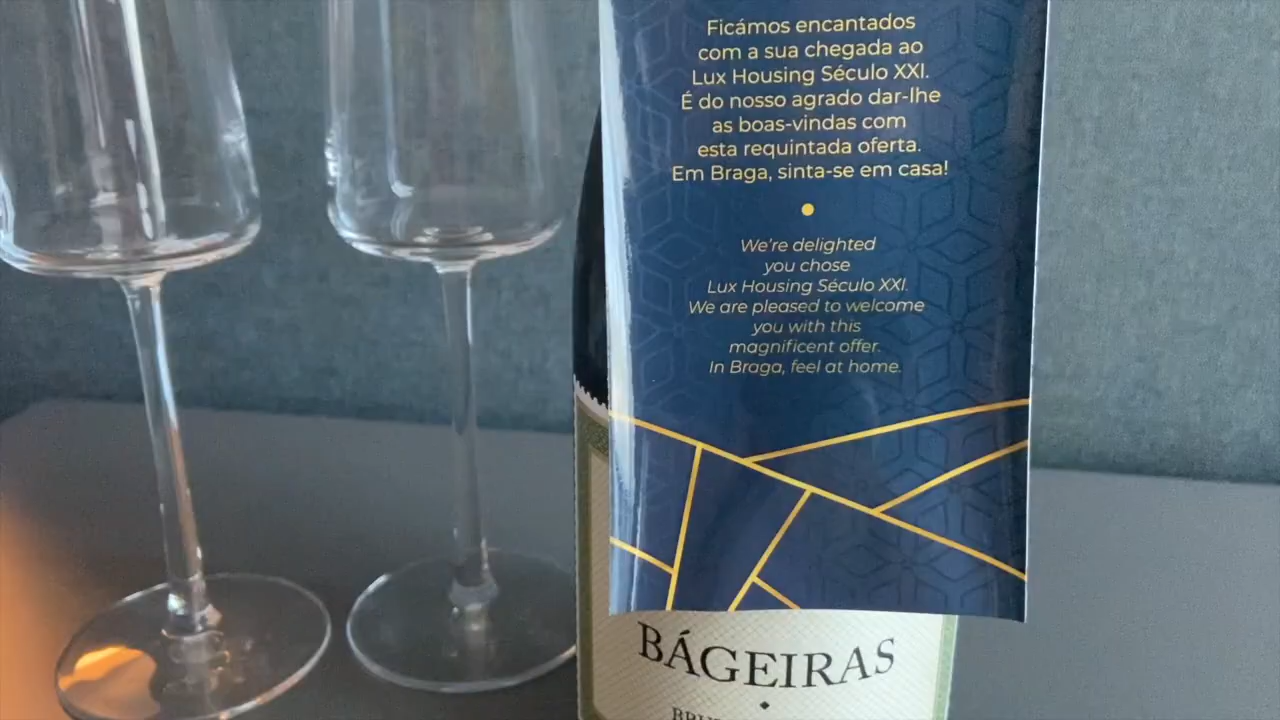 Ficámos encantados
com a sua chegada ao
Lux Housing Século XXI.
É do nosso agrado dar-lhe
as boas-vindas com
esta requintada oferta.
Em Braga, sinta-se em casa!
We're delighted
you chose
Lux Housing Século XXI.
We are pleased to welcome
you with this
magnificent offer.
In Braga, feel at home.
BÁGEIRAS